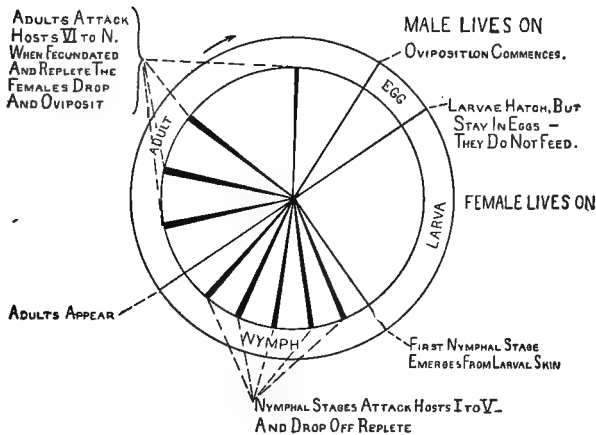 ADULTS ATTACK
HOSTS VI TO N.
WHEN FECUNDATED
AND REPLETE THE
FEMALES DROP
AND OVIPOSIT
MALE LIVES ON
OVIPOSITION COMMENCES.
EGG
LARVAE HATCH, BUT
STAY IN EGGS –
THEY DO NOT FEED.
ADULT
FEMALE LIVES ON
LARVA
ADULTS APPEAR
NYMPH
FIRST NYMPHAL STAGE
EMERGES FROM LARVAL SKIN
NYMPHAL STAGES ATTACK HOSTS I TO V –
AND DROP OFF REPLETE